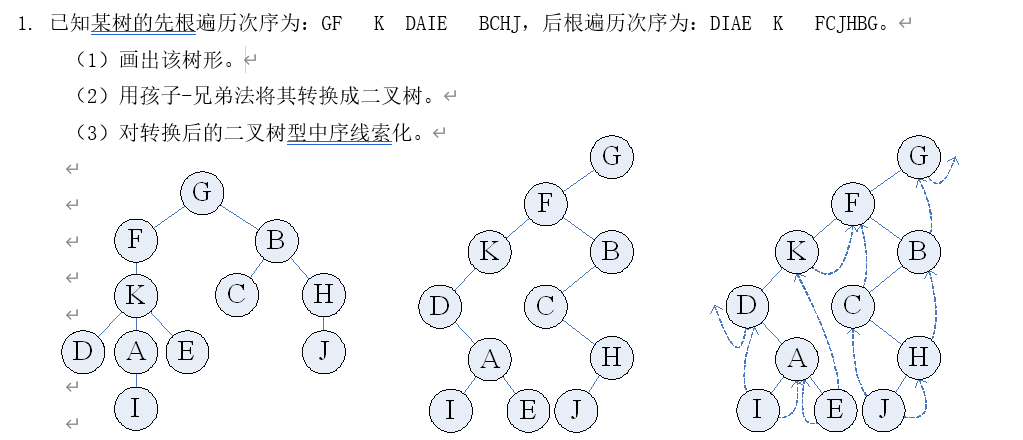 1. 已知某树的先根遍历次序为：GF K DAIE BCHJ，后根遍历次序为：DIAE K FCJHBG。
（1）画出该树形。
（2）用孩子-兄弟法将其转换成二叉树。
（3）对转换后的二叉树型中序线索化。
G
F B
K C H
D A E J
I
G
F
K B
D C
A H
I E J
G
F
K B
D C
A H
I E J